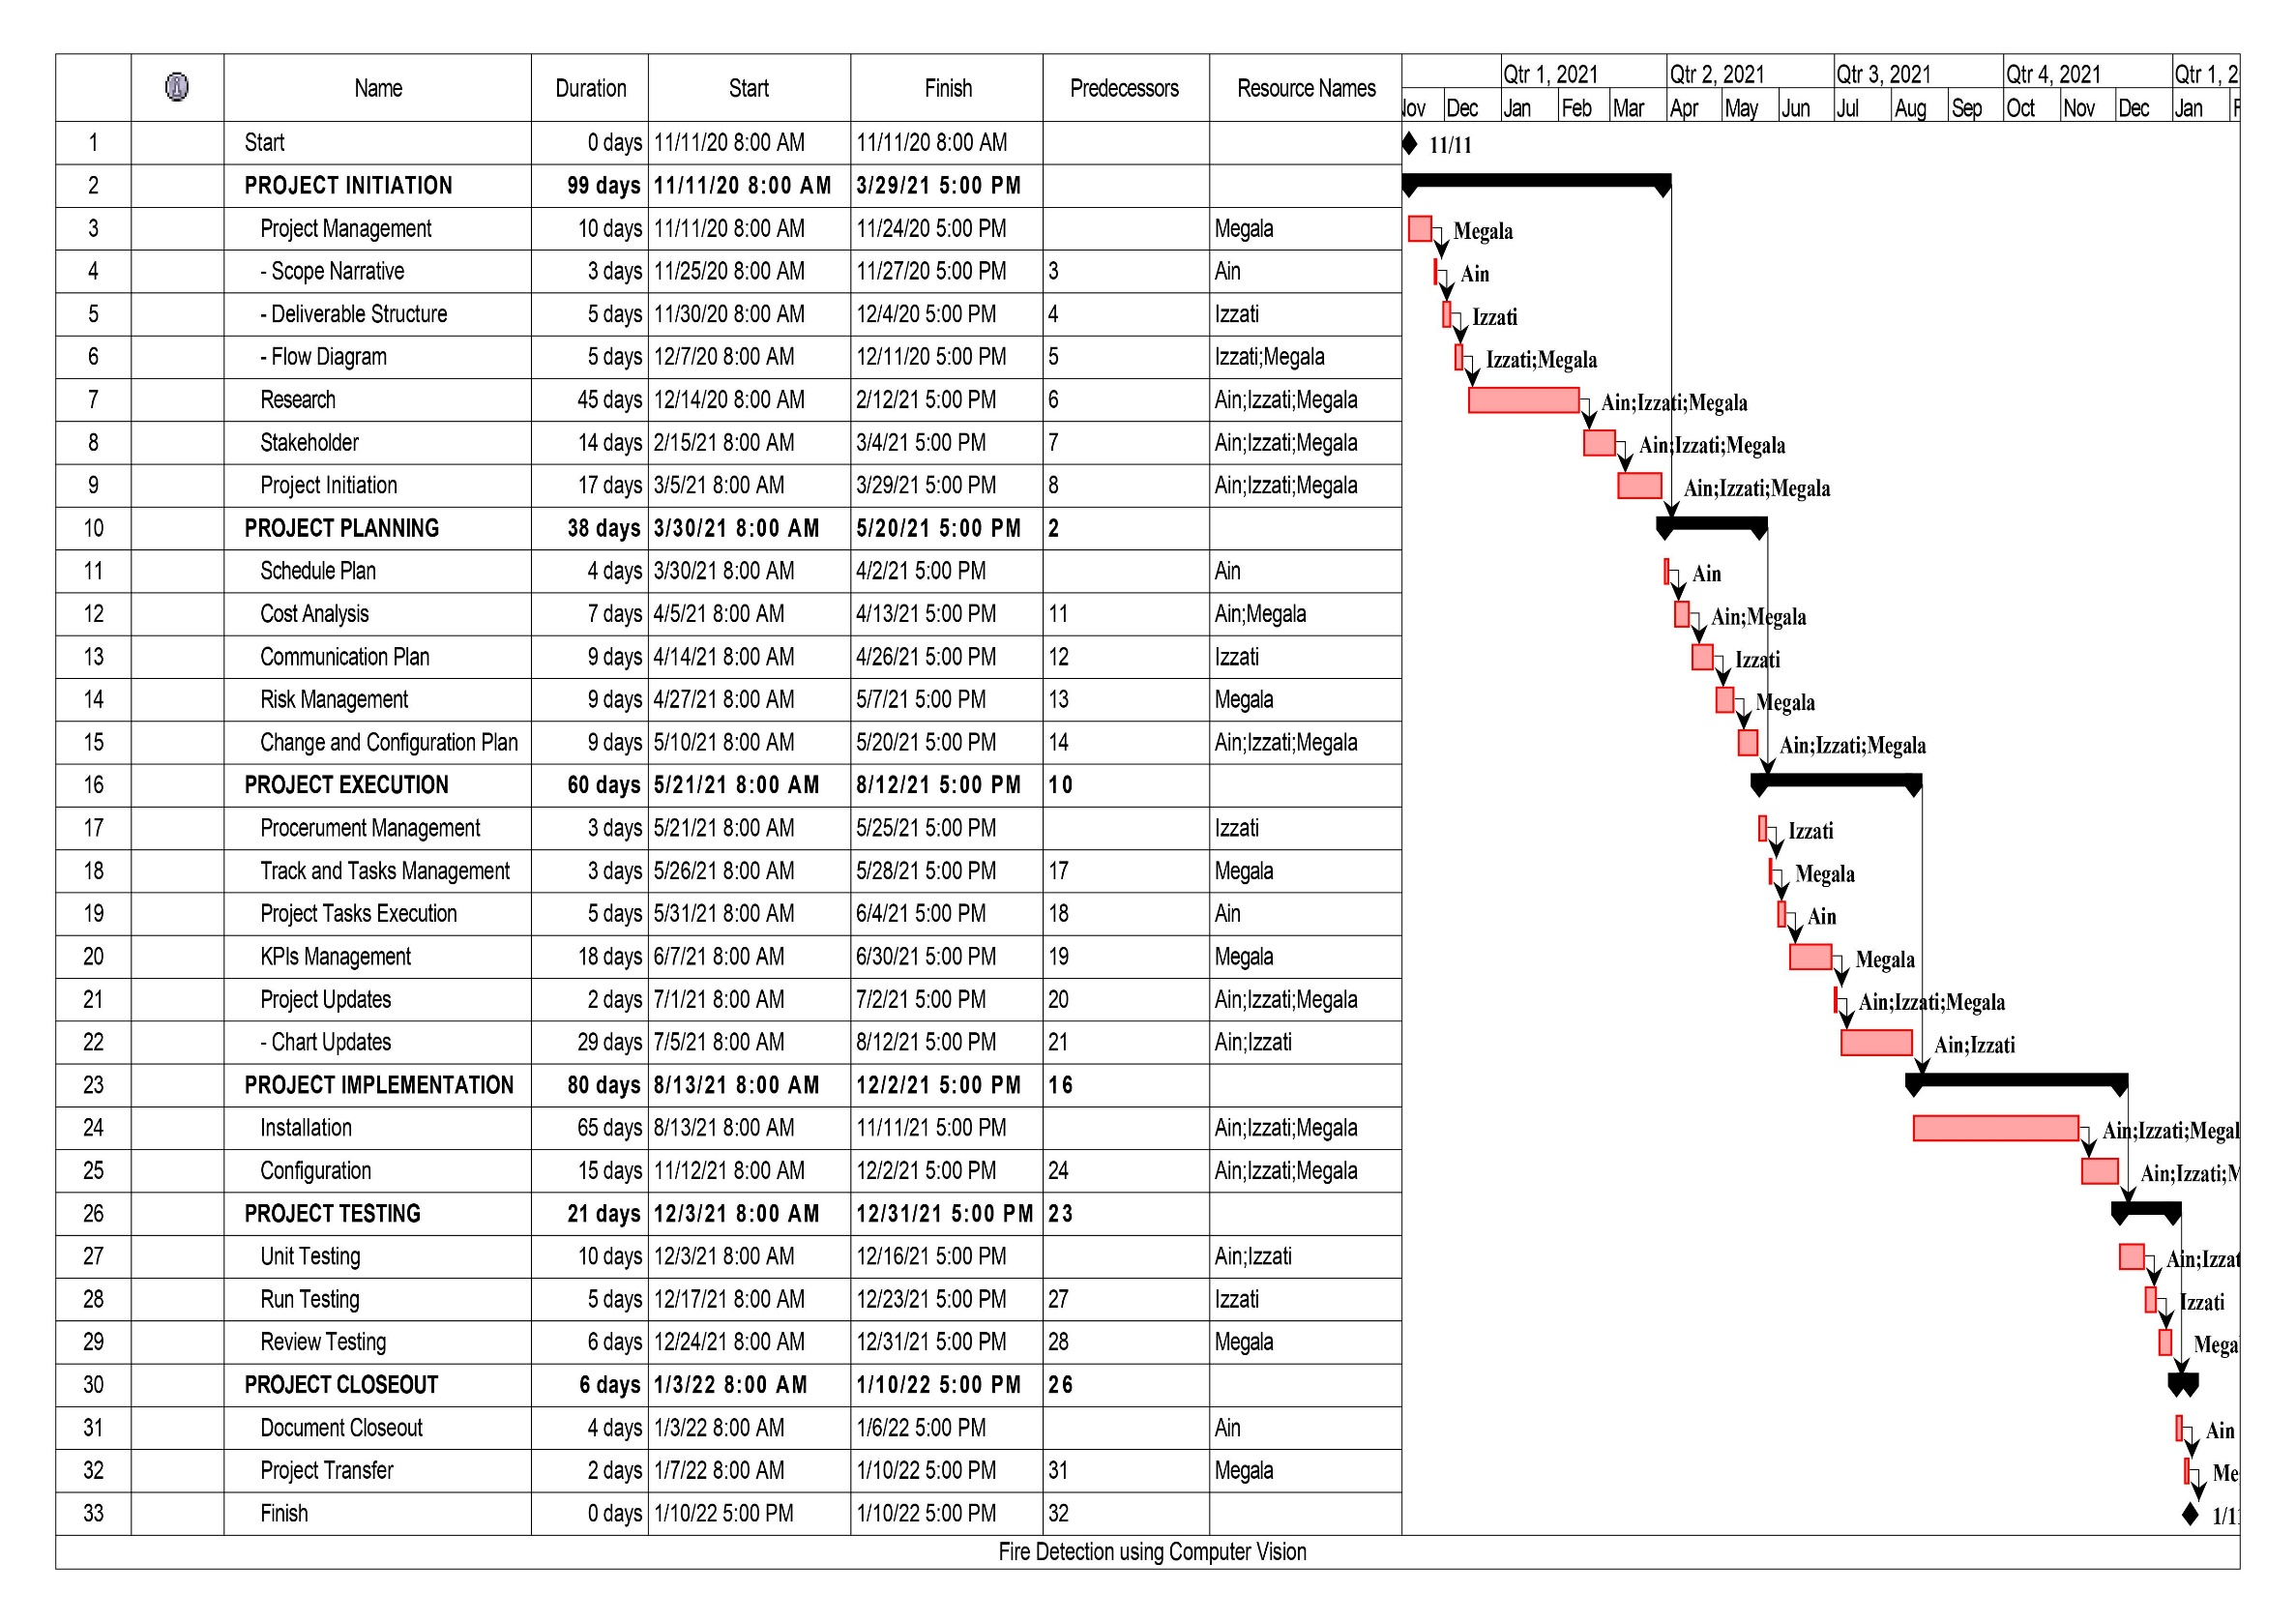 Name Duration Start Finish Predecessors Resource Names
Qtr 1, 2021 Qtr 2, 2021 Qtr 3, 2021 Qtr 4, 2021 Qtr 1, 2
Nov Dec Jan Feb Mar Apr May Jun Jul Aug Sep Oct Nov Dec Jan F
1 Start 0 days 11/11/20 8:00 AM 11/11/20 8:00 AM 11/11
2 PROJECT INITIATION 99 days 11/11/20 8:00 AM 3/29/21 5:00 PM
3 Project Management 10 days 11/11/20 8:00 AM 11/24/20 5:00 PM Megala Megala
4 - Scope Narrative 3 days 11/25/20 8:00 AM 11/27/20 5:00 PM 3 Ain Ain
5 - Deliverable Structure 5 days 11/30/20 8:00 AM 12/4/20 5:00 PM 4 Izzati Izzati
6 - Flow Diagram 5 days 12/7/20 8:00 AM 12/11/20 5:00 PM 5 Izzati;Megala Izzati;Megala
7 Research 45 days 12/14/20 8:00 AM 2/12/21 5:00 PM 6 Ain;Izzati;Megala Ain;Izzati;Megala
8 Stakeholder 14 days 2/15/21 8:00 AM 3/4/21 5:00 PM 7 Ain;Izzati;Megala Ain;Izzati;Megala
9 Project Initiation 17 days 3/5/21 8:00 AM 3/29/21 5:00 PM 8 Ain;Izzati;Megala Ain;Izzati;Megala
10 PROJECT PLANNING 38 days 3/30/21 8:00 AM 5/20/21 5:00 PM 2
11 Schedule Plan 4 days 3/30/21 8:00 AM 4/2/21 5:00 PM Ain Ain
12 Cost Analysis 7 days 4/5/21 8:00 AM 4/13/21 5:00 PM 11 Ain;Megala Ain;Megala
13 Communication Plan 9 days 4/14/21 8:00 AM 4/26/21 5:00 PM 12 Izzati Izzati
14 Risk Management 9 days 4/27/21 8:00 AM 5/7/21 5:00 PM 13 Megala Megala
15 Change and Configuration Plan 9 days 5/10/21 8:00 AM 5/20/21 5:00 PM 14 Ain;Izzati;Megala Ain;Izzati;Megala
16 PROJECT EXECUTION 60 days 5/21/21 8:00 AM 8/12/21 5:00 PM 10
17 Procerument Management 3 days 5/21/21 8:00 AM 5/25/21 5:00 PM Izzati Izzati
18 Track and Tasks Management 3 days 5/26/21 8:00 AM 5/28/21 5:00 PM 17 Megala Megala
19 Project Tasks Execution 5 days 5/31/21 8:00 AM 6/4/21 5:00 PM 18 Ain Ain
20 KPIs Management 18 days 6/7/21 8:00 AM 6/30/21 5:00 PM 19 Megala Megala
21 Project Updates 2 days 7/1/21 8:00 AM 7/2/21 5:00 PM 20 Ain;Izzati;Megala Ain;Izzati;Megala
22 - Chart Updates 29 days 7/5/21 8:00 AM 8/12/21 5:00 PM 21 Ain;Izzati Ain;Izzati
23 PROJECT IMPLEMENTATION 80 days 8/13/21 8:00 AM 12/2/21 5:00 PM 16
24 Installation 65 days 8/13/21 8:00 AM 11/11/21 5:00 PM Ain;Izzati;Megala Ain;Izzati;Megal
25 Configuration 15 days 11/12/21 8:00 AM 12/2/21 5:00 PM 24 Ain;Izzati;Megala Ain;Izzati;M
26 PROJECT TESTING 21 days 12/3/21 8:00 AM 12/31/21 5:00 PM 23
27 Unit Testing 10 days 12/3/21 8:00 AM 12/16/21 5:00 PM Ain;Izzati Ain;Izzat
28 Run Testing 5 days 12/17/21 8:00 AM 12/23/21 5:00 PM 27 Izzati Izzati
29 Review Testing 6 days 12/24/21 8:00 AM 12/31/21 5:00 PM 28 Megala Mega
30 PROJECT CLOSEOUT 6 days 1/3/22 8:00 AM 1/10/22 5:00 PM 26
31 Document Closeout 4 days 1/3/22 8:00 AM 1/6/22 5:00 PM Ain Ain
32 Project Transfer 2 days 1/7/22 8:00 AM 1/10/22 5:00 PM 31 Megala Me
33 Finish 0 days 1/10/22 5:00 PM 1/10/22 5:00 PM 32 1/1
Fire Detection using Computer Vision